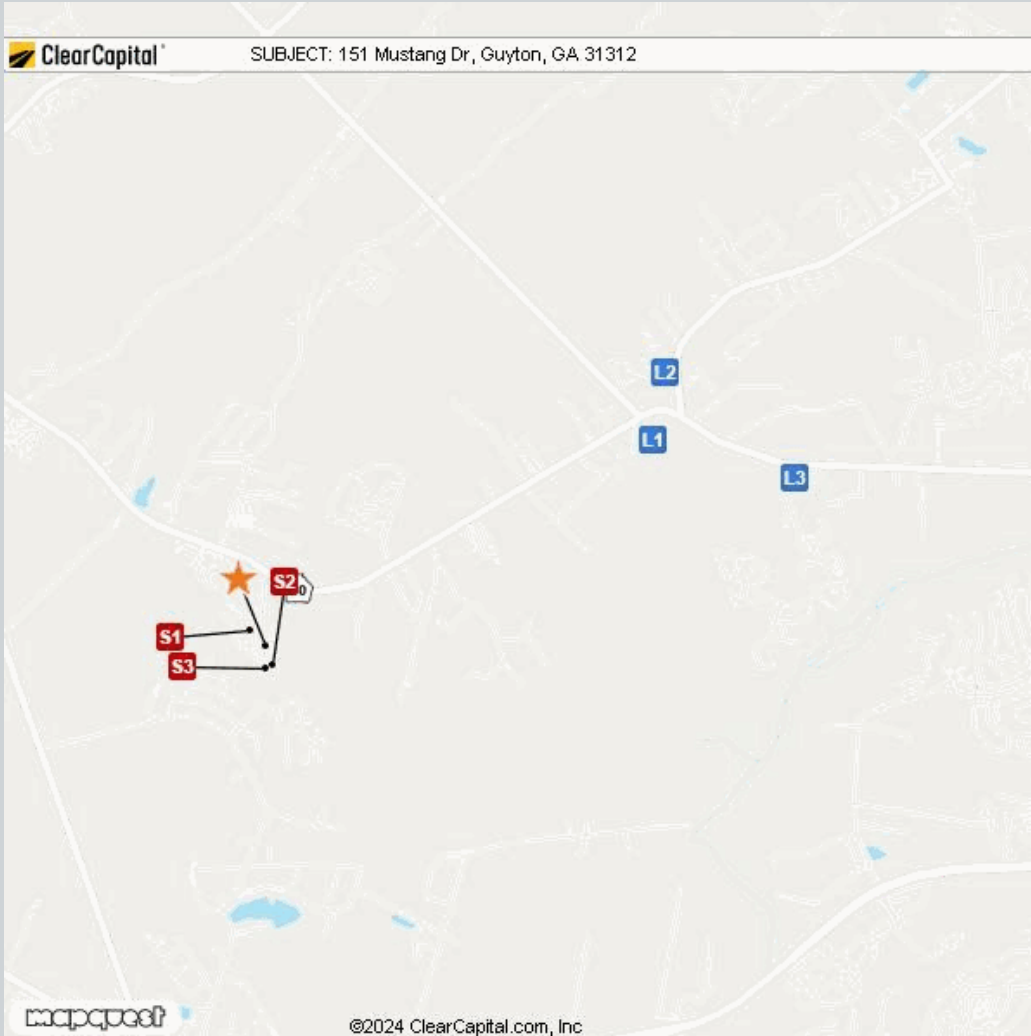 ClearCapital SUBJECT: 151 Mustang Dr, Guyton, GA 31312
L2
L1
L3
S2
0
S1
S3
mapquest
©2024 ClearCapital.com, Inc